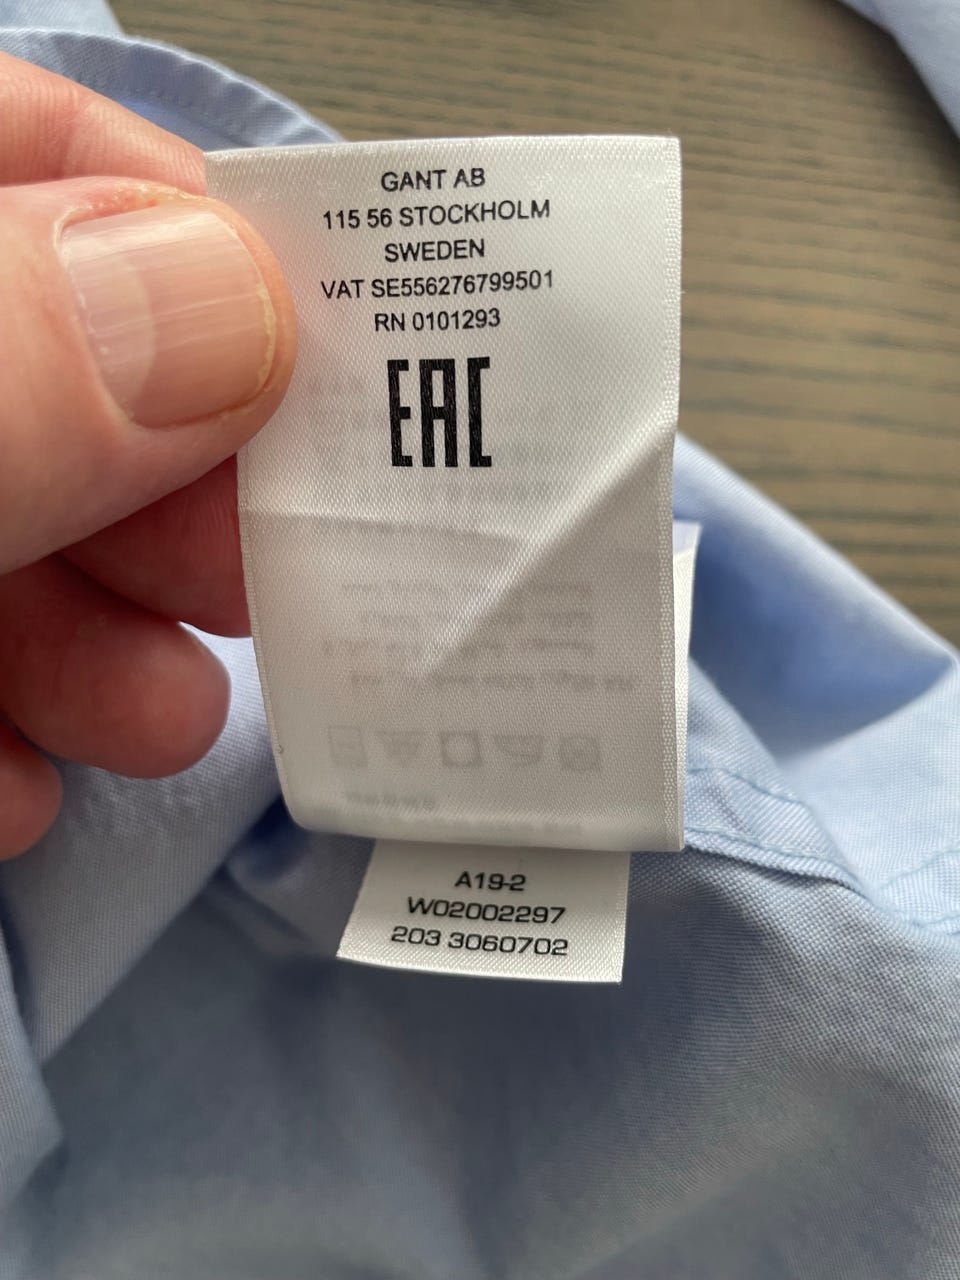 GANT AB
115 56 STOCKHOLM
SWEDEN
VAT SE556276799501
RN 0101293
EAC
A19-2
W02002297
203 3060702